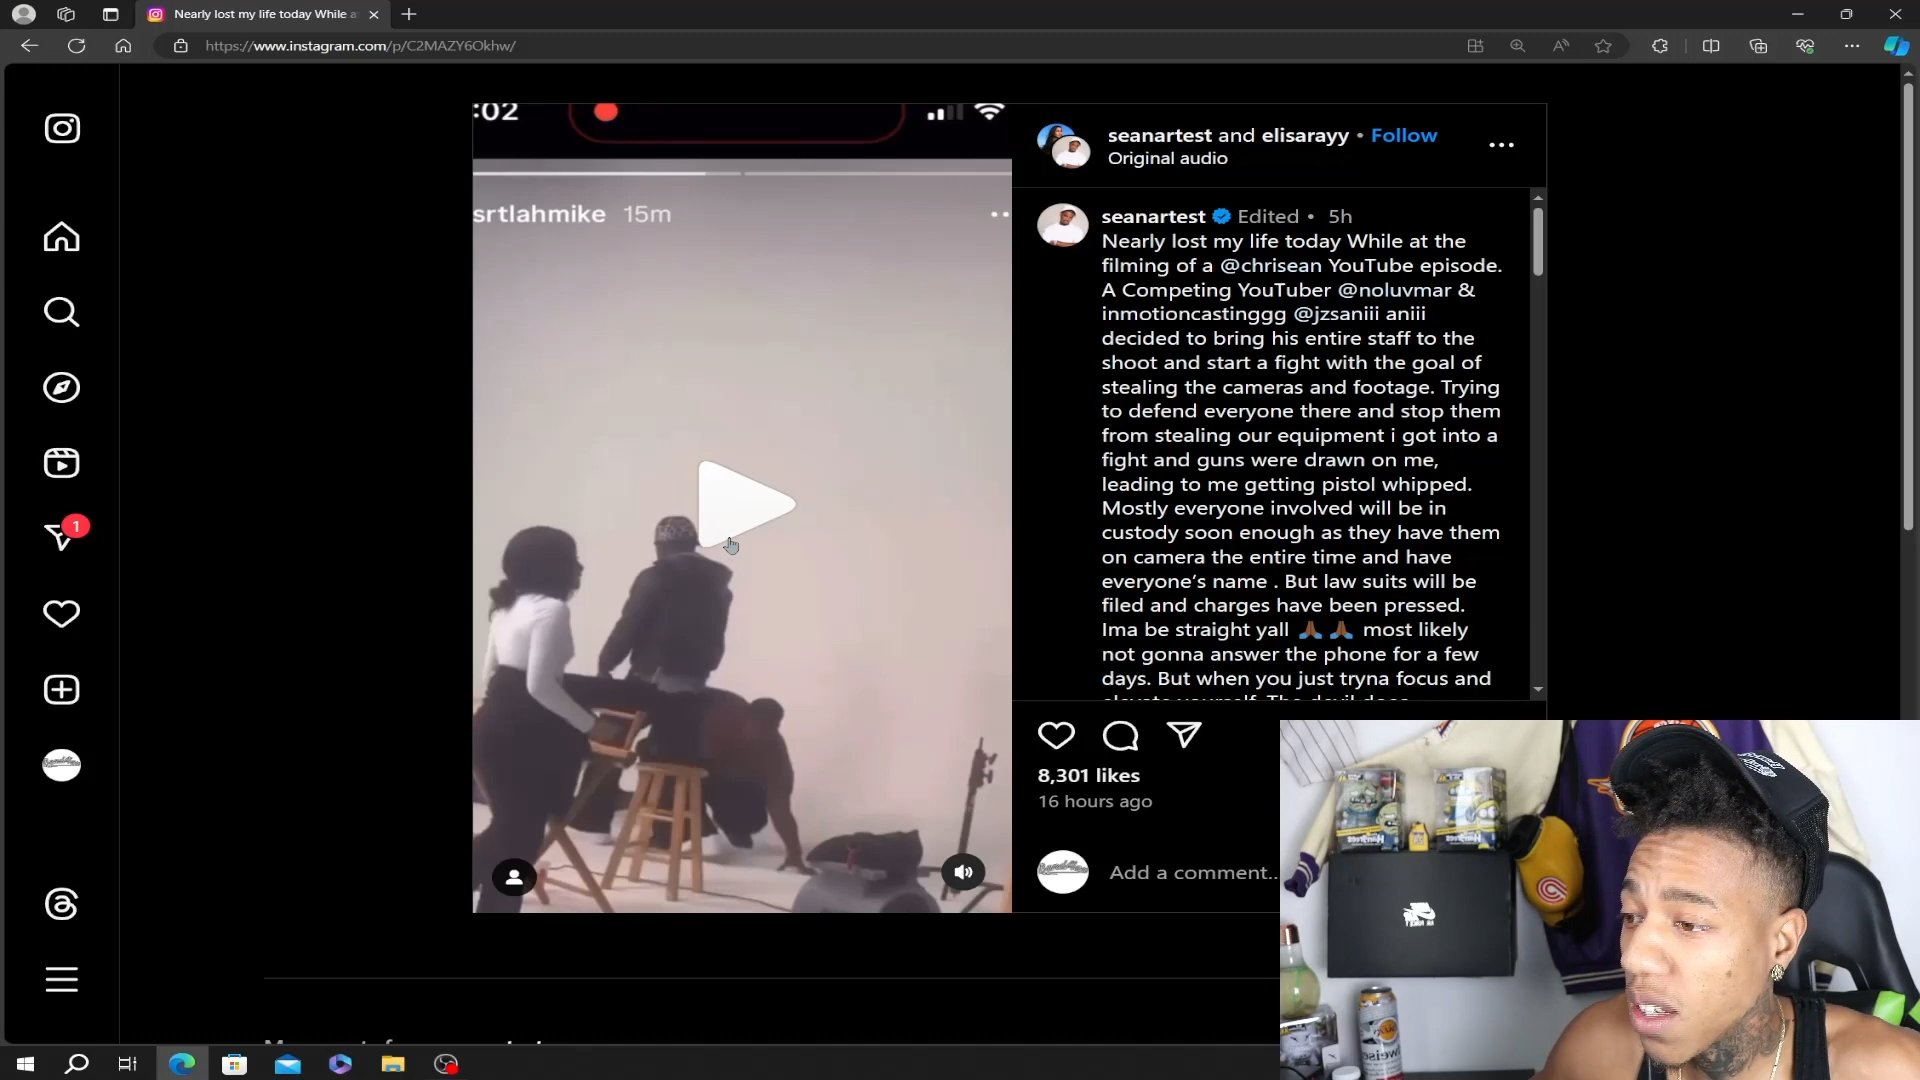 Nearly lost my life today While a
https://www.instagram.com/p/C2MAZY6Okhw/
:02
srtlahmike 15m
seanartest and elisarayy • Follow
Original audio
seanartest Edited • 5h
Nearly lost my life today While at the
filming of a @chrisean YouTube episode.
A Competing YouTuber @noluvmar &
inmotioncastinggg @jzsaniii aniii
decided to bring his entire staff to the
shoot and start a fight with the goal of
stealing the cameras and footage. Trying
to defend everyone there and stop them
from stealing our equipment i got into a
fight and guns were drawn on me,
leading to me getting pistol whipped.
Mostly everyone involved will be in
custody soon enough as they have them
on camera the entire time and have
everyone's name . But law suits will be
filed and charges have been pressed.
Ima be straight yall 🙏🏾 🙏🏾 most likely
not gonna answer the phone for a few
days. But when you just tryna focus and
1
8,301 likes
16 hours ago
Add a comment...